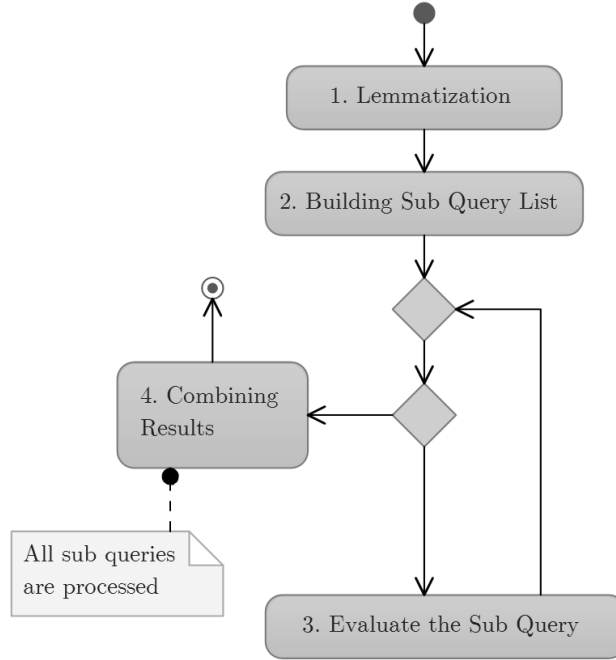 1. Lemmatization
2. Building Sub Query List
4. Combining
Results
All sub queries
are processed
3. Evaluate the Sub Query